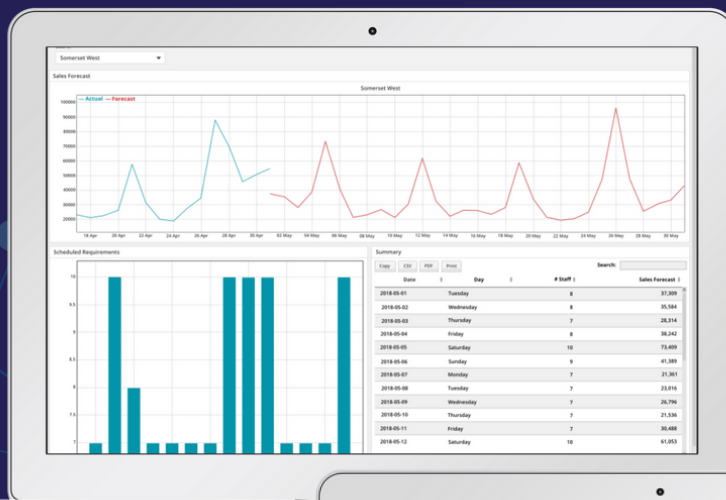 Somerset West
Sales Forecast
Somerset West
Actual Forecast
100000
90000
80000
70000
60000
50000
40000
30000
20000
18 Apr 20 Apr 22 Apr 24 Apr 26 Apr 28 Apr 30 Apr 02 May 04 May 06 May 08 May 10 May 12 May 14 May 16 May 18 May 20 May 22 May 24 May 26 May 28 May 30 May
Scheduled Requirements
10
9.5
9
8.5
8
7.5
7
Summary
Copy CSV PDF Print Search:
Date Day # Staff Sales Forecast
2018-05-01 Tuesday 8 37,309
2018-05-02 Wednesday 8 35,584
2018-05-03 Thursday 7 28,314
2018-05-04 Friday 8 38,242
2018-05-05 Saturday 10 73,409
2018-05-06 Sunday 9 41,389
2018-05-07 Monday 7 21,361
2018-05-08 Tuesday 7 23,016
2018-05-09 Wednesday 7 26,796
2018-05-10 Thursday 7 21,536
2018-05-11 Friday 7 30,488
2018-05-12 Saturday 10 61,853